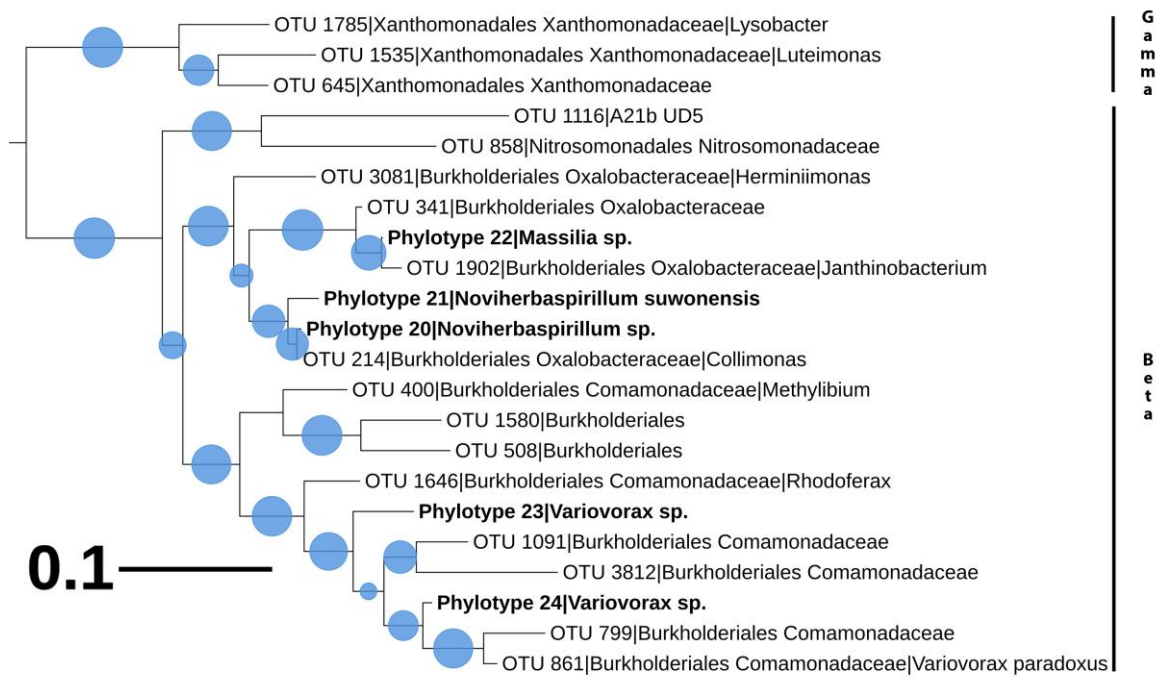 OTU 1785|Xanthomonadales Xanthomonadaceae|Lysobacter
OTU 1535|Xanthomonadales Xanthomonadaceae|Luteimonas
OTU 645|Xanthomonadales Xanthomonadaceae
Gamma
OTU 1116|A21b UD5
OTU 858|Nitrosomonadales Nitrosomonadaceae
OTU 3081|Burkholderiales Oxalobacteraceae|Herminiimonas
OTU 341|Burkholderiales Oxalobacteraceae
Phylotype 22|Massilia sp.
OTU 1902|Burkholderiales Oxalobacteraceae|Janthinobacterium
Phylotype 21|Noviherbaspirillum suwonensis
Phylotype 20|Noviherbaspirillum sp.
OTU 214|Burkholderiales Oxalobacteraceae|Collimonas
OTU 400|Burkholderiales Comamonadaceae|Methylibium
OTU 1580|Burkholderiales
OTU 508|Burkholderiales
OTU 1646|Burkholderiales Comamonadaceae|Rhodoferax
Phylotype 23|Variovorax sp.
OTU 1091|Burkholderiales Comamonadaceae
OTU 3812|Burkholderiales Comamonadaceae
Phylotype 24|Variovorax sp.
OTU 799|Burkholderiales Comamonadaceae
OTU 861|Burkholderiales Comamonadaceae|Variovorax paradoxus
Beta
0.1